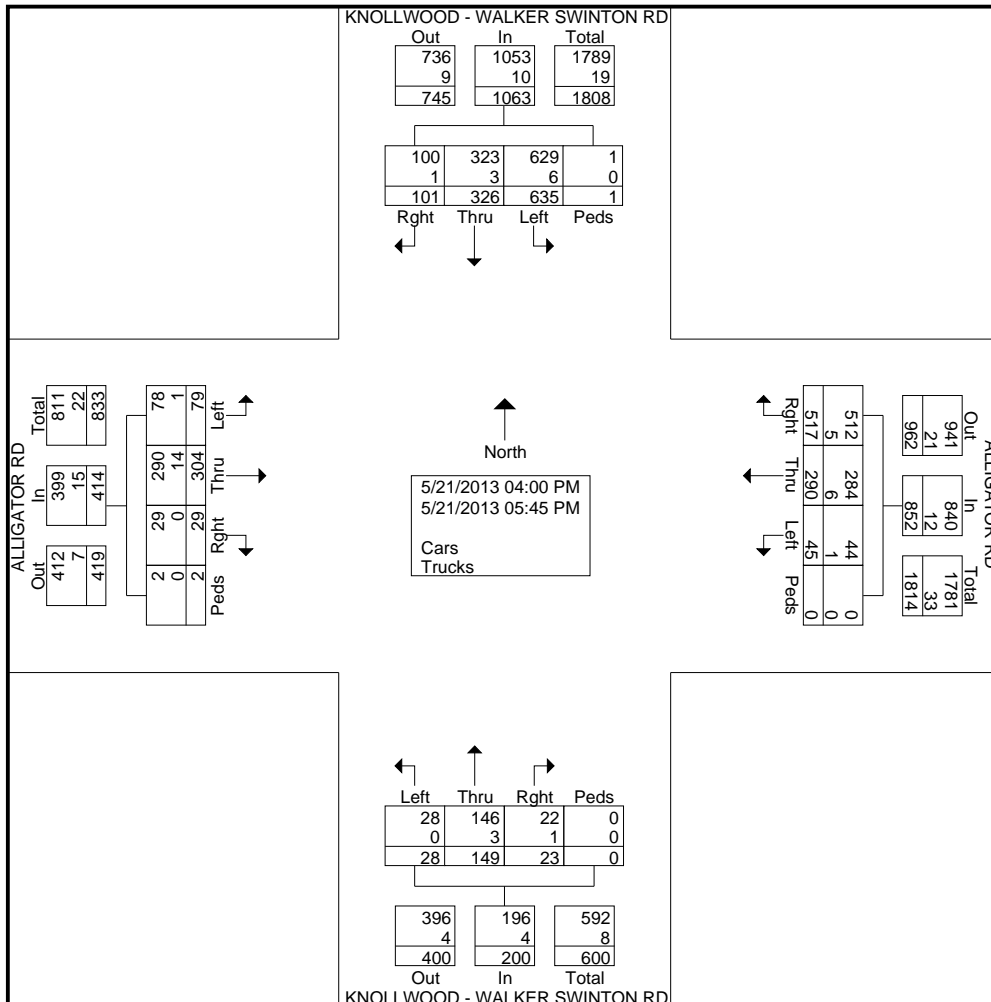 KNOLLWOOD - WALKER SWINTON RD
Out In Total
736 1053 1789
9 10 19
745 1063 1808
100 323 629 1
1 3 6 0
101 326 635 1
Rght Thru Left Peds
ALLIGATOR RD
Total In Out
811 399 412
22 15 7
833 414 419
78 290 29 2
1 14 0 0
79 304 29 2
Left Thru Rght Peds
North
5/21/2013 04:00 PM
5/21/2013 05:45 PM
Cars
Trucks
Rght Thru Left Peds
512 284 44 0
5 6 1 0
517 290 45 0
Out In Total
941 840 1781
21 12 33
962 852 1814
ALLIGATOR RD
Left Thru Rght Peds
28 146 22 0
0 3 1 0
28 149 23 0
396 196 592
4 4 8
400 200 600
Out In Total
KNOLLWOOD - WALKER SWINTON RD